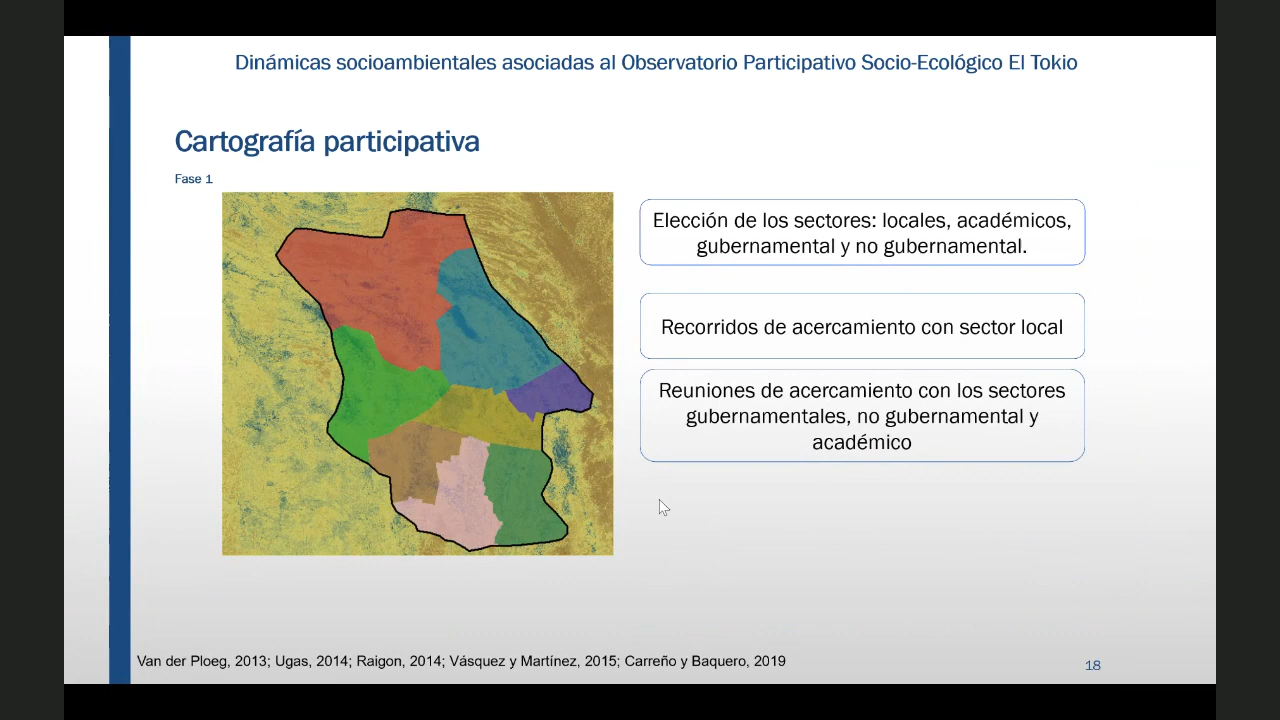 Dinámicas socioambientales asociadas al Observatorio Participativo Socio-Ecológico El Tokio
Cartografía participativa
Fase 1
Elección de los sectores: locales, académicos,
gubernamental y no gubernamental.
Recorridos de acercamiento con sector local
Reuniones de acercamiento con los sectores
gubernamentales, no gubernamental y
académico
Van der Ploeg, 2013; Ugas, 2014; Raigon, 2014; Vásquez y Martínez, 2015; Carreño y Baquero, 2019
18